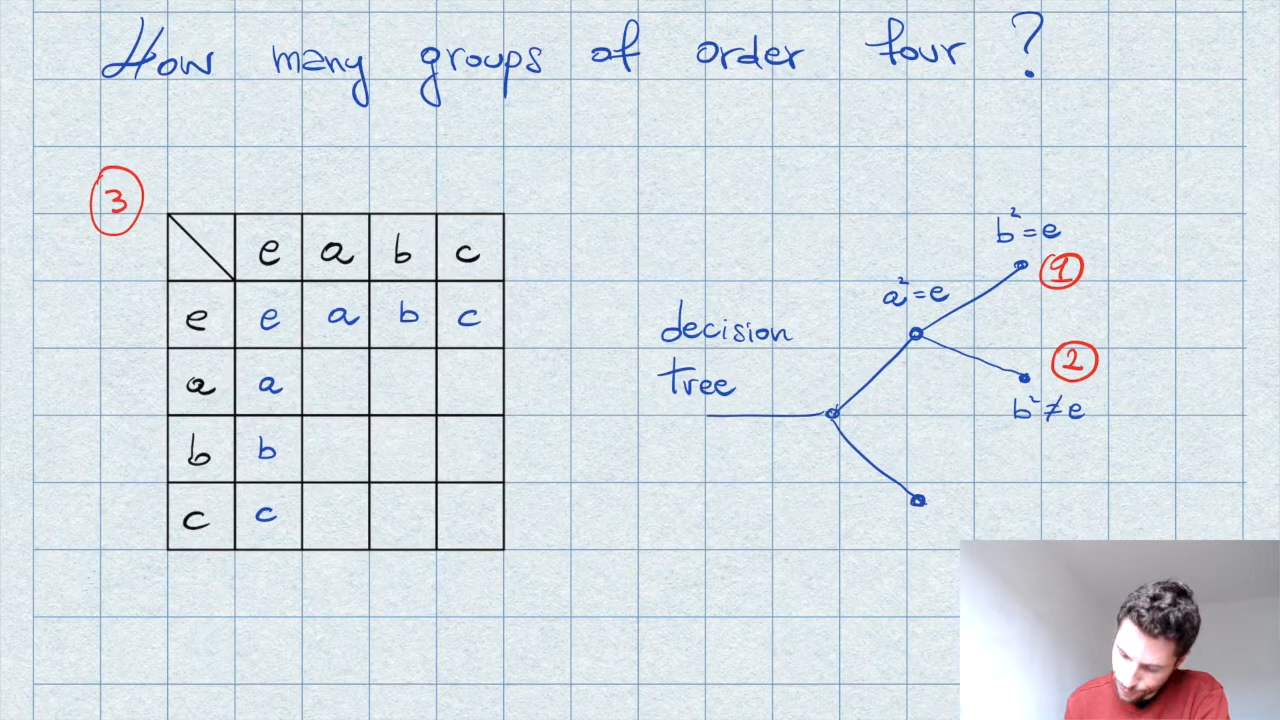 How many groups of order four ?
3
e a b c
e e a b c
a a
b b
c c
decision
tree
a² = e
b² = e
1
2
b² ≠ e